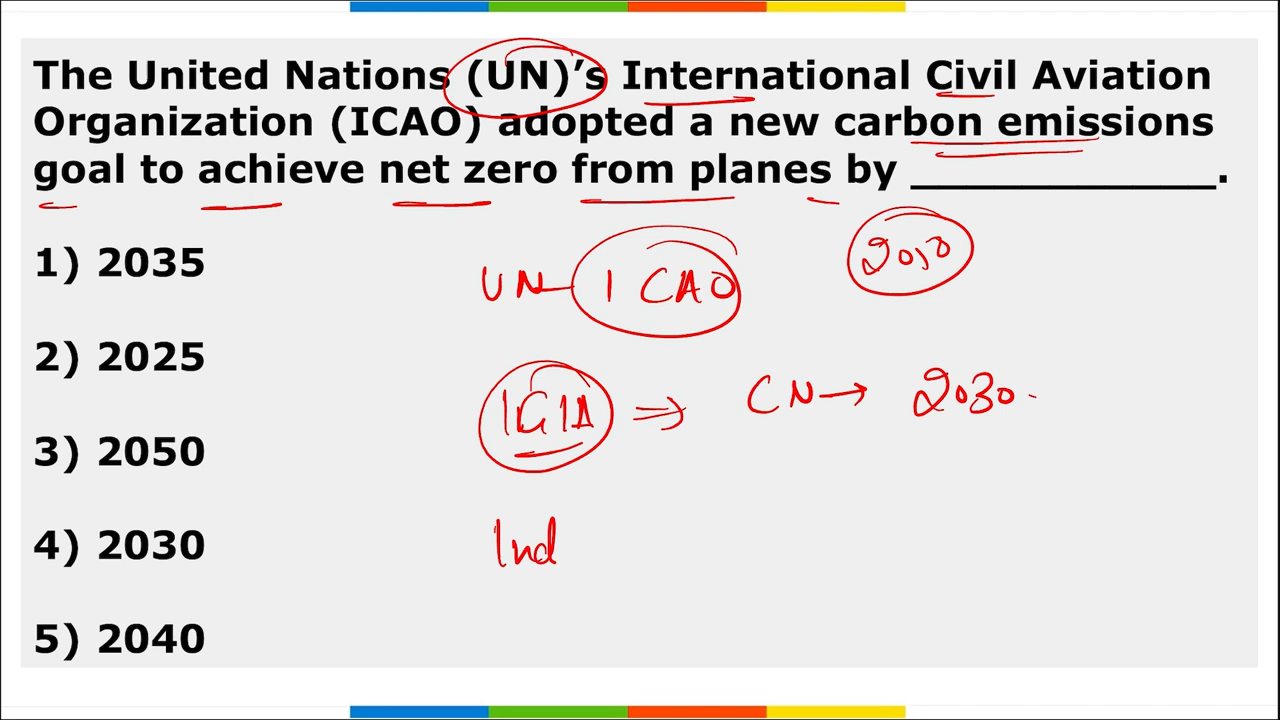 The United Nations (UN)’s International Civil Aviation
Organization (ICAO) adopted a new carbon emissions
goal to achieve net zero from planes by _____________.
1) 2035
2) 2025
3) 2050
4) 2030
5) 2040
UN ICAO
IGIA ⇒ CN → 2030.
Ind